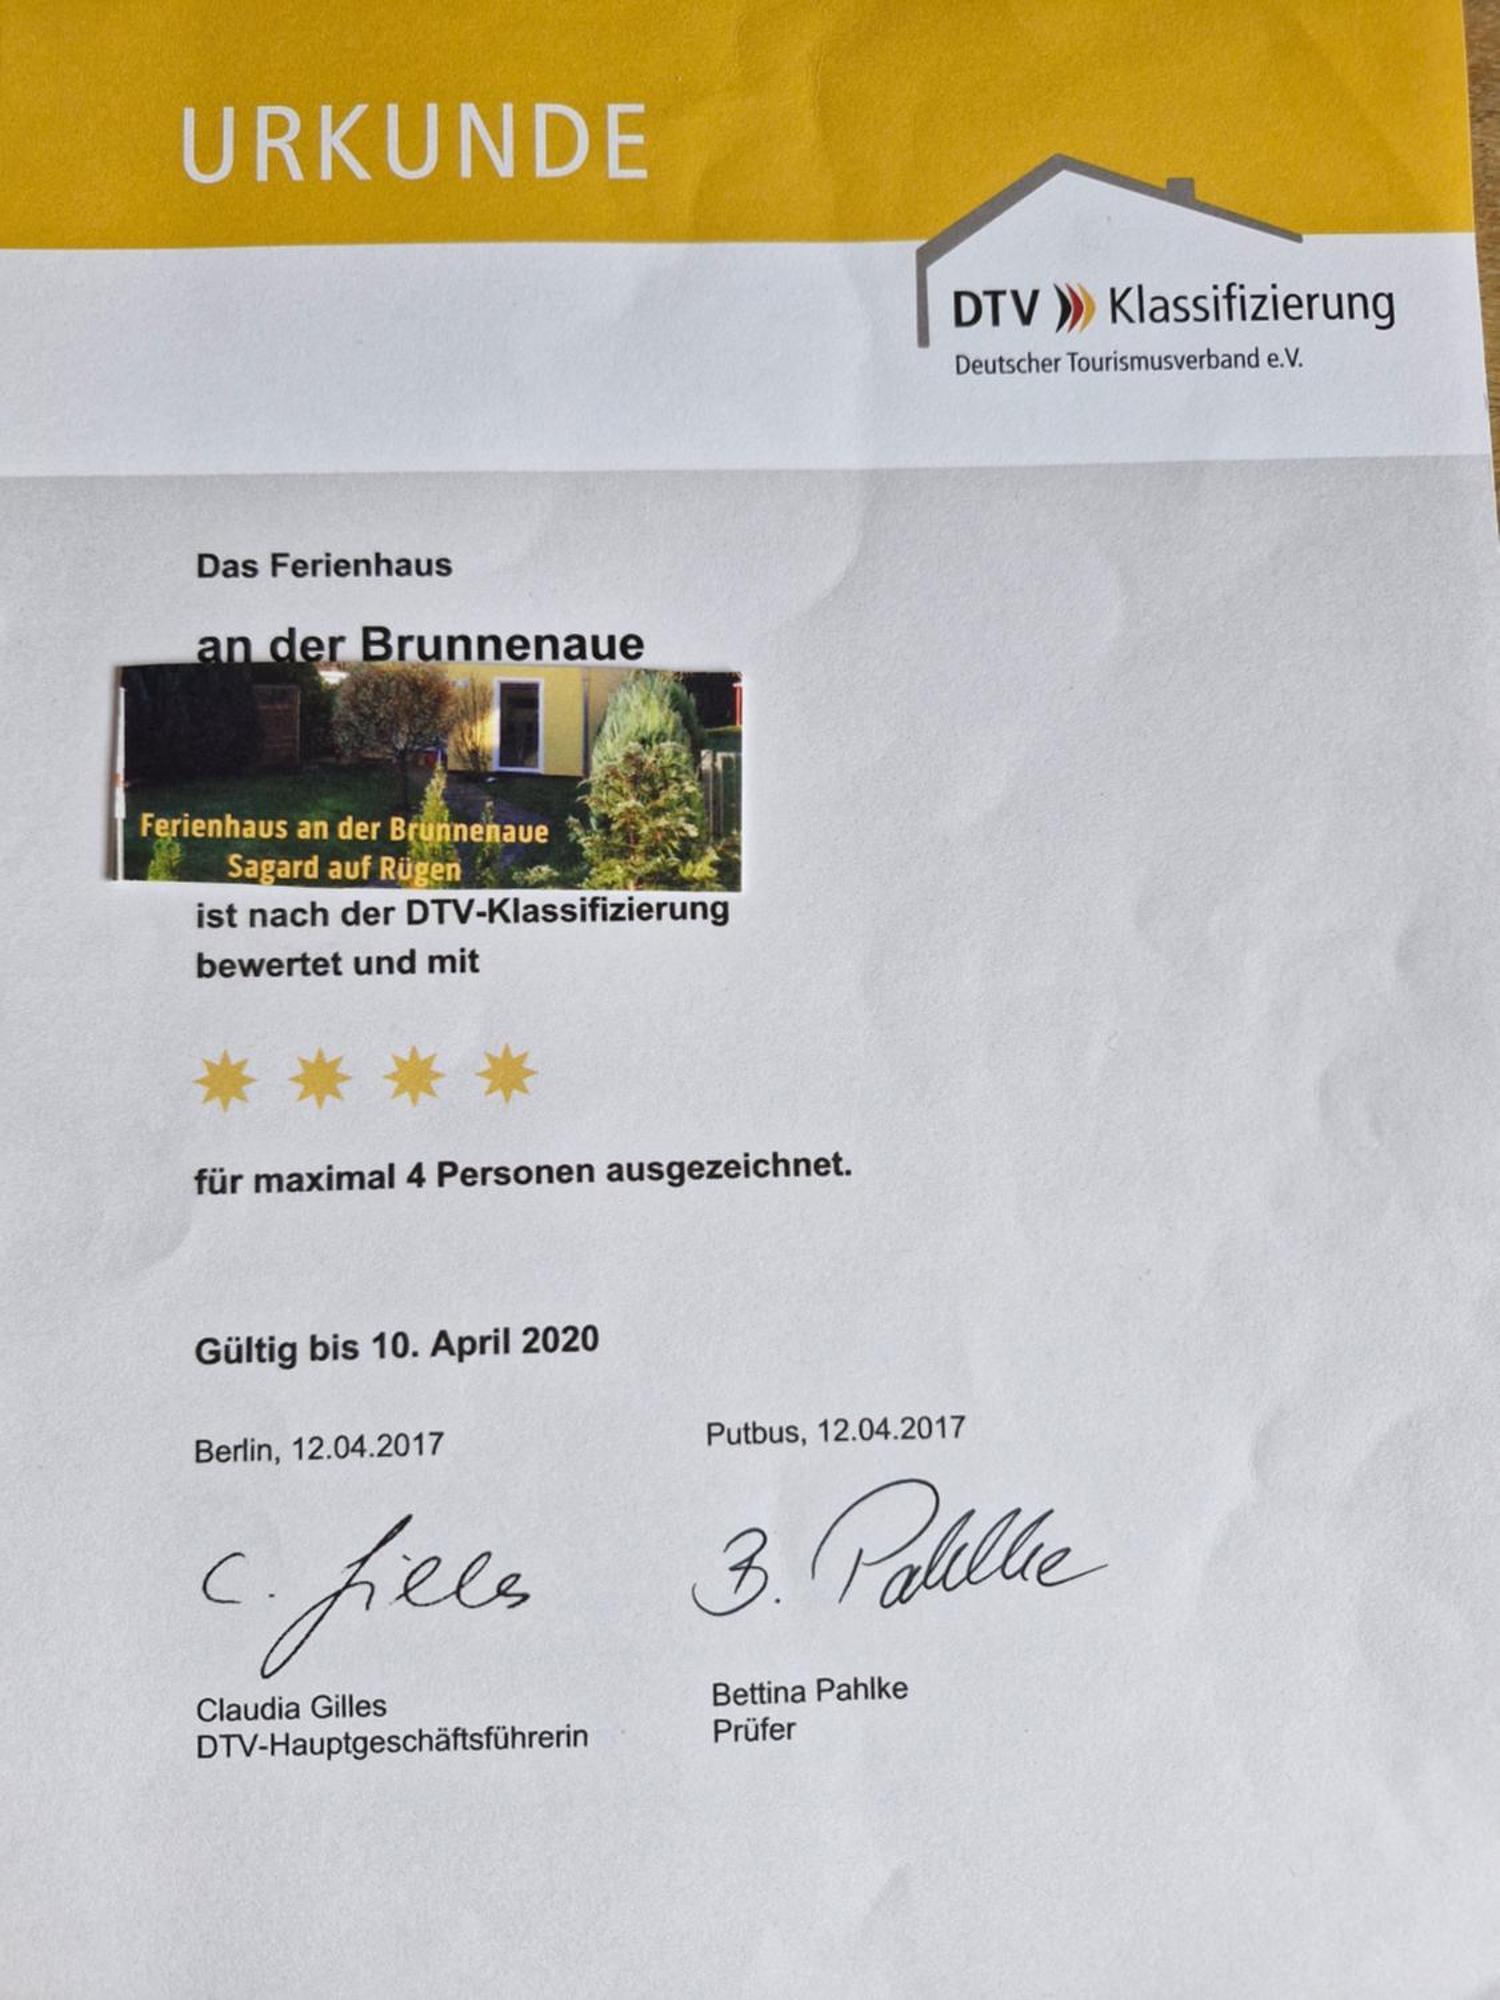 URKUNDE
DTV Klassifizierung
Deutscher Tourismusverband e.V.
Das Ferienhaus
an der Brunnenaue
Ferienhaus an der Brunnenaue
Sagard auf Rügen
ist nach der DTV-Klassifizierung
bewertet und mit
für maximal 4 Personen ausgezeichnet.
Gültig bis 10. April 2020
Berlin, 12.04.2017
Putbus, 12.04.2017
C. Gilles
B. Pahlke
Claudia Gilles
DTV-Hauptgeschäftsführerin
Bettina Pahlke
Prüfer